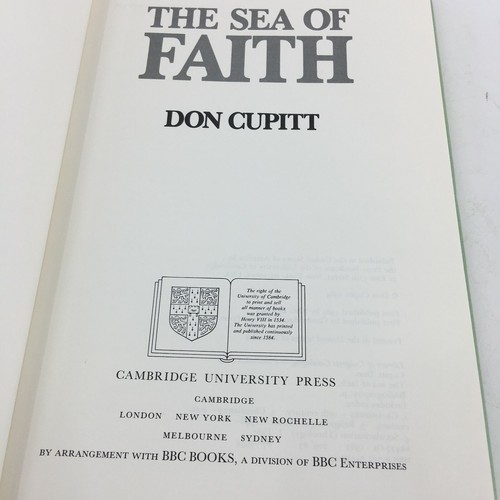 THE SEA OF
FAITH
DON CUPITT
The right of the
University of Cambridge
to print and sell
all manner of books
was granted by
Henry VIII in 1534.
The University has printed
and published continuously
since 1584.
CAMBRIDGE UNIVERSITY PRESS
CAMBRIDGE
LONDON NEW YORK NEW ROCHELLE
MELBOURNE SYDNEY
BY ARRANGEMENT WITH BBC BOOKS, A DIVISION OF BBC ENTERPRISES